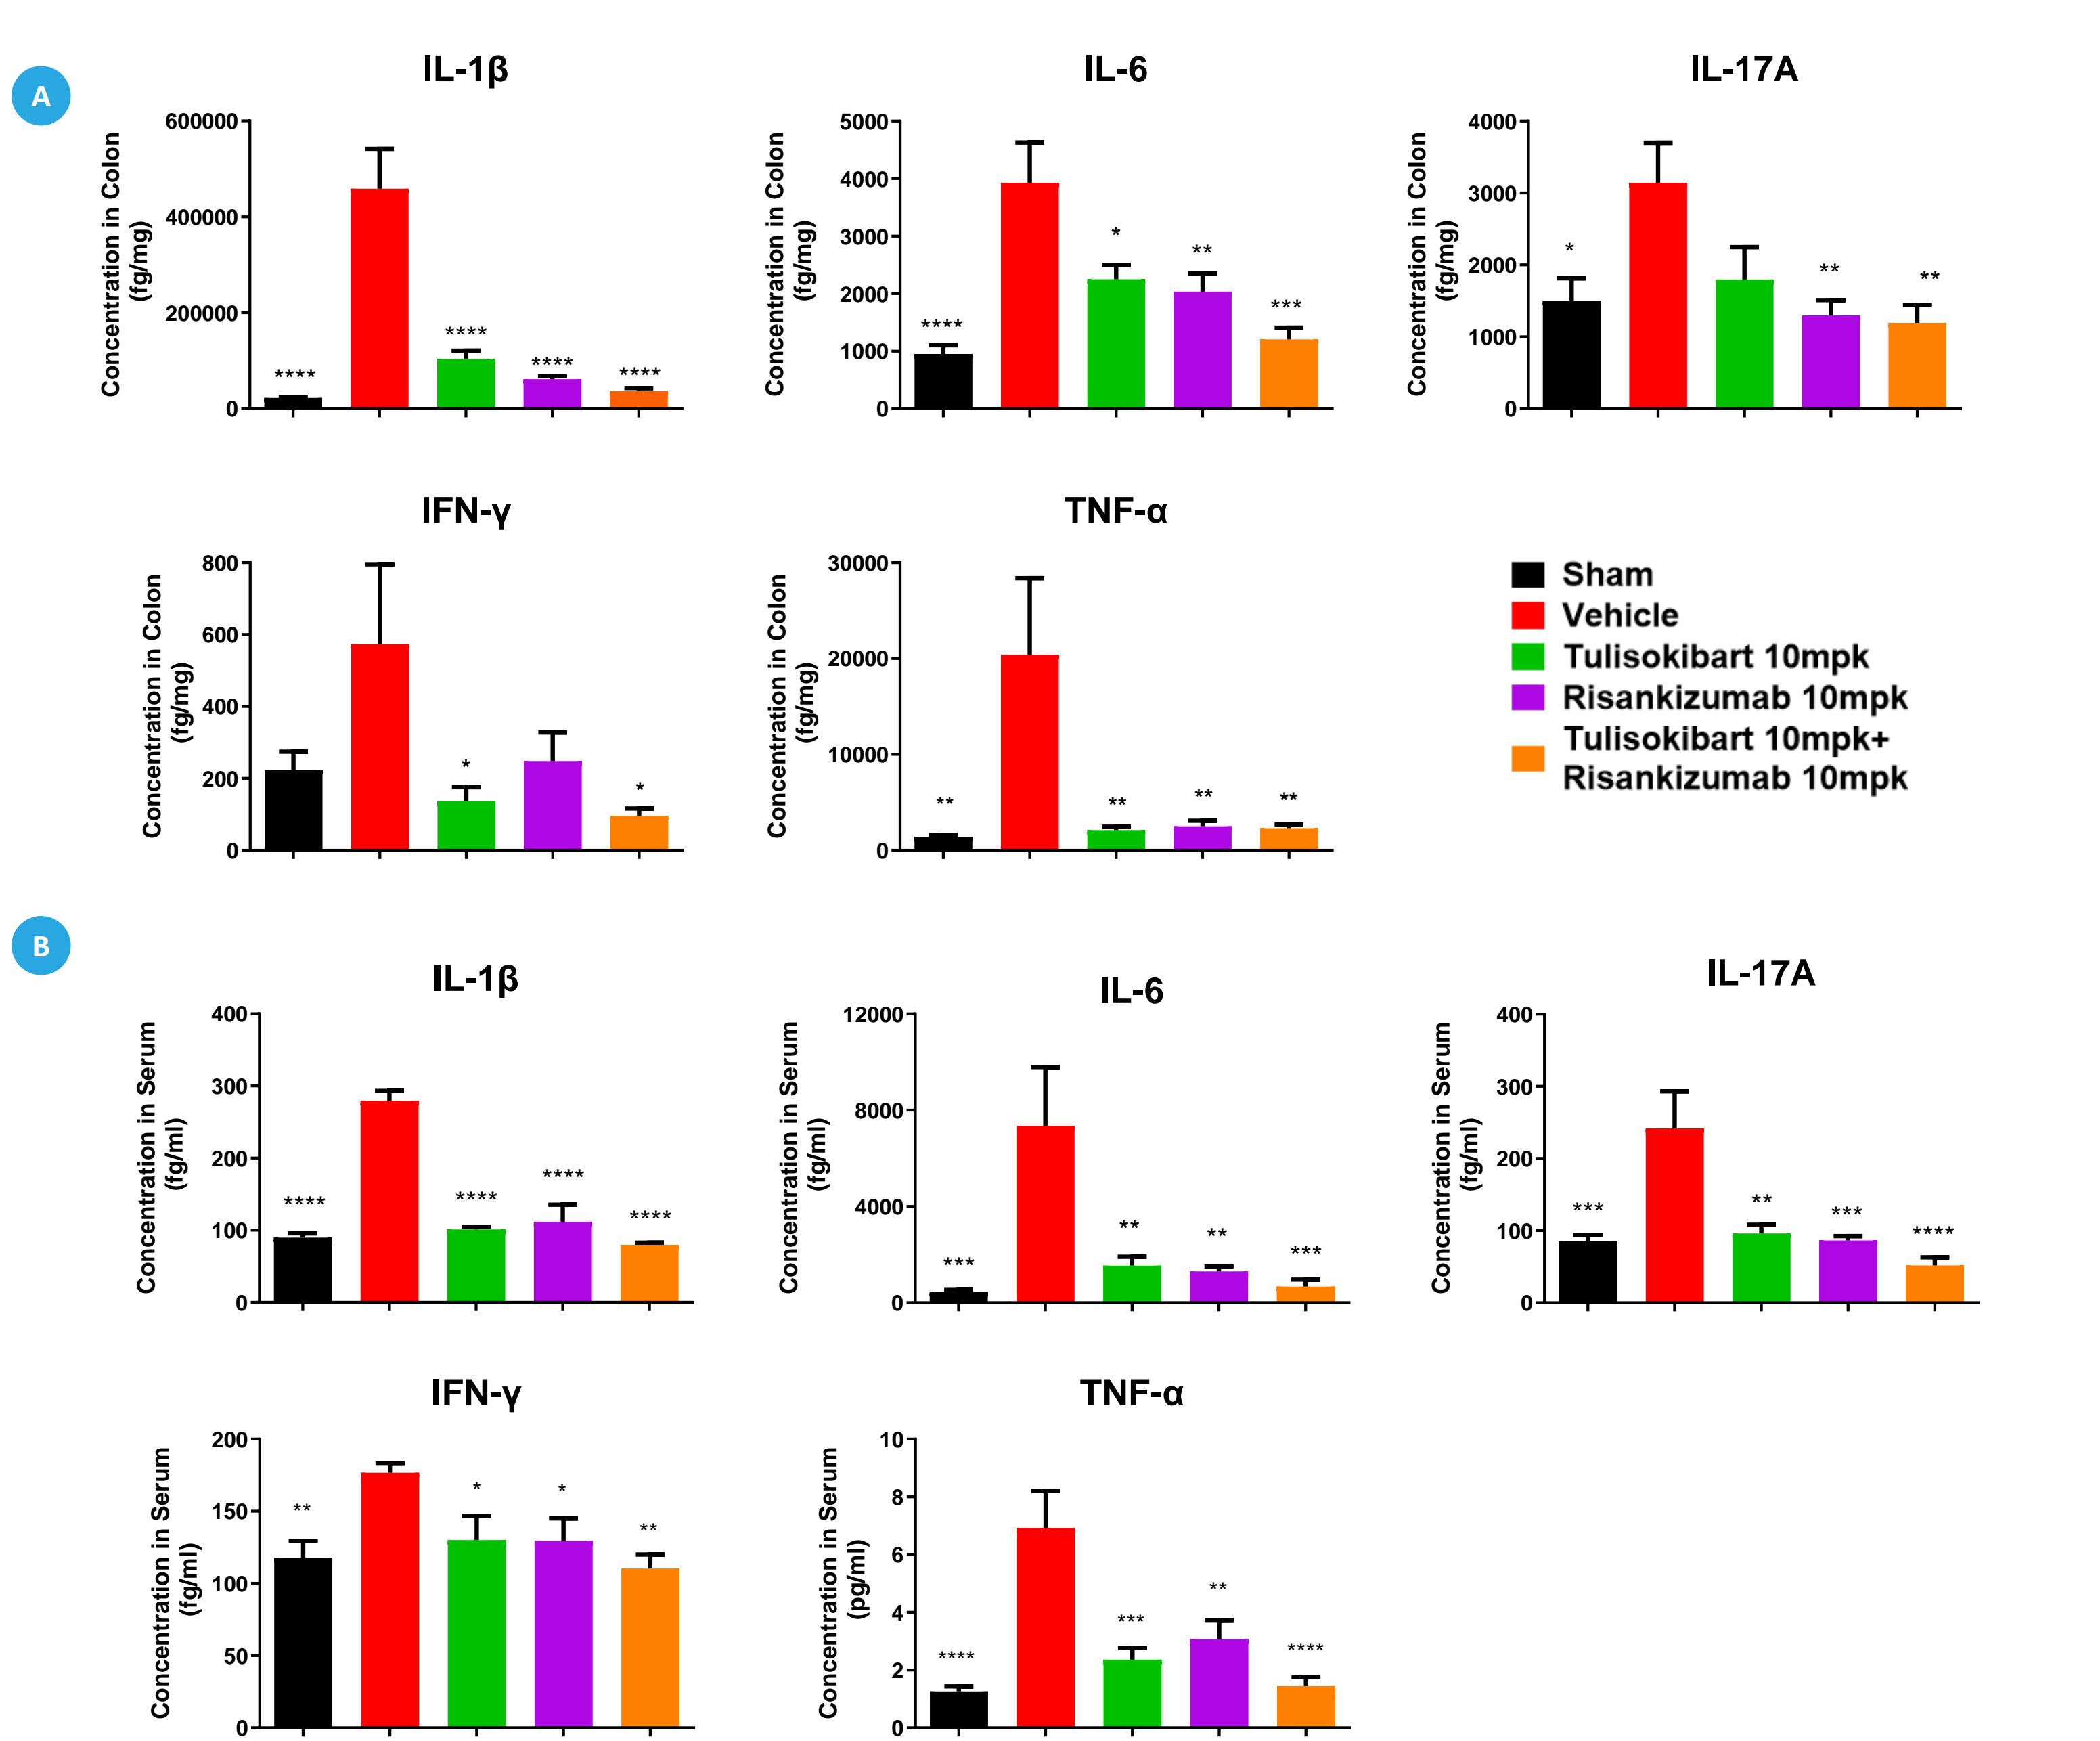 A
IL-1β
Concentration in Colon
(fg/mg)
600000
400000
200000
0
****
****
****
****
IL-6
Concentration in Colon
(fg/mg)
5000
4000
3000
2000
1000
0
****
*
**
***
IL-17A
Concentration in Colon
(fg/mg)
4000
3000
2000
1000
0
*
**
**
IFN-γ
Concentration in Colon
(fg/mg)
800
600
400
200
0
*
*
TNF-α
Concentration in Colon
(fg/mg)
30000
20000
10000
0
**
**
**
**
Sham
Vehicle
Tulisokibart 10mpk
Risankizumab 10mpk
Tulisokibart 10mpk+
Risankizumab 10mpk
B
IL-1β
Concentration in Serum
(fg/ml)
400
300
200
100
0
****
****
****
****
IL-6
Concentration in Serum
(fg/ml)
12000
8000
4000
0
***
**
**
***
IL-17A
Concentration in Serum
(fg/ml)
400
300
200
100
0
***
**
***
****
IFN-γ
Concentration in Serum
(fg/ml)
200
150
100
50
0
**
*
*
**
TNF-α
Concentration in Serum
(pg/ml)
10
8
6
4
2
0
****
***
**
****